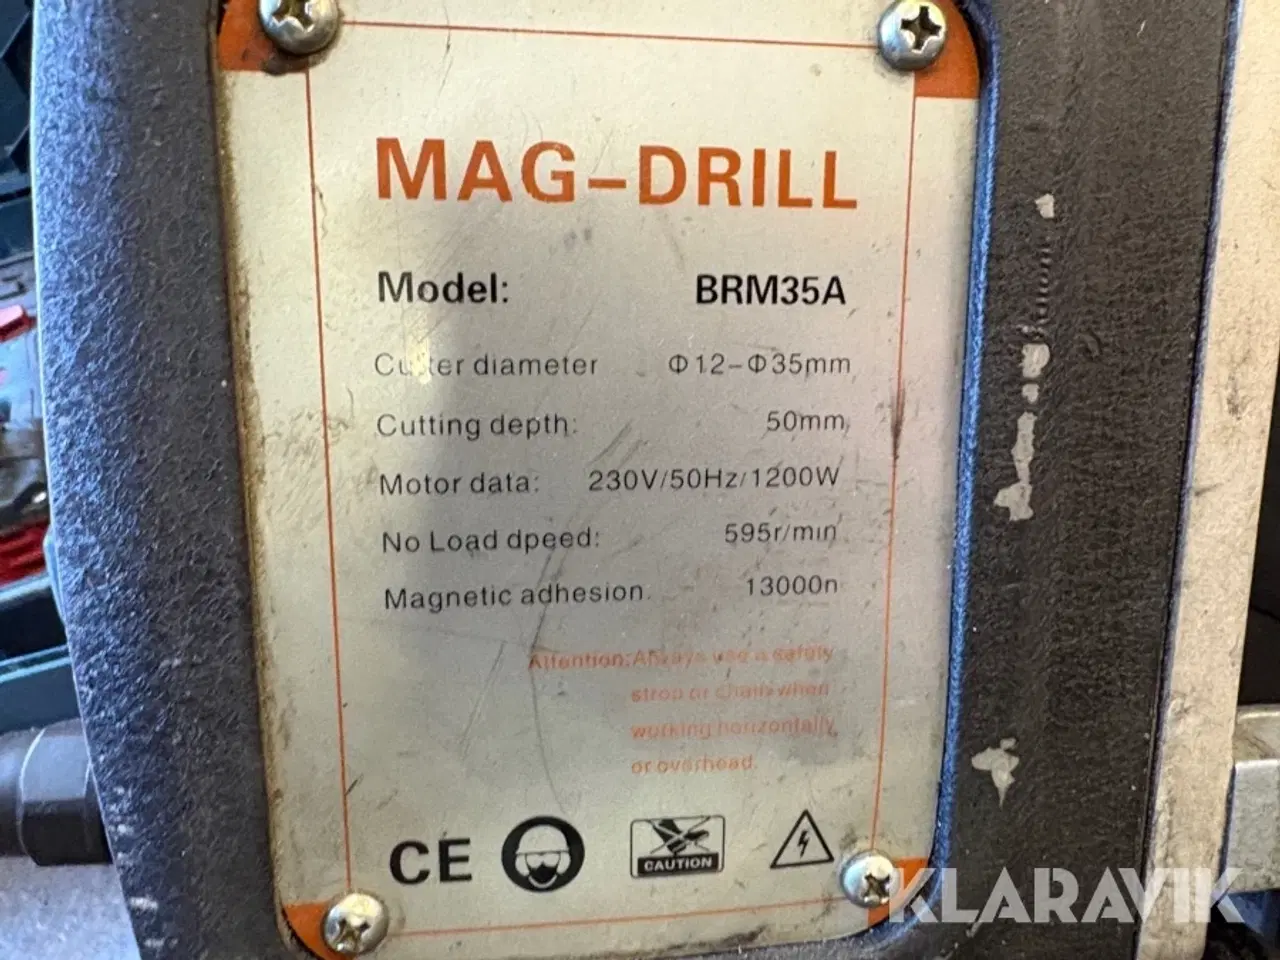 MAG-DRILL
Model: BRM35A
Cutter diameter Φ12-Φ35mm
Cutting depth: 50mm
Motor data: 230V/50Hz/1200W
No Load dpeed: 595r/min
Magnetic adhesion: 13000n
Attention: Always use a safety
strop or chain when
working horizontally
or overhead.
CE
CAUTION
KLARAVIK